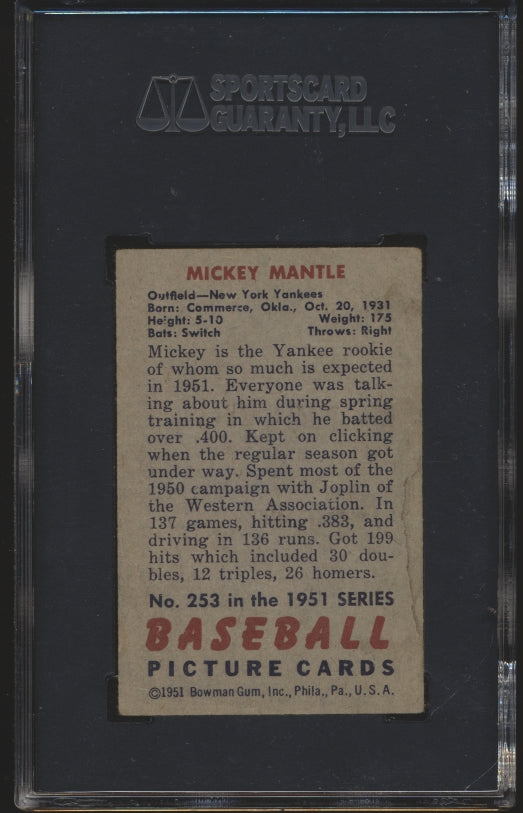 SPORTSCARD
GUARANTY, LLC
MICKEY MANTLE
Outfield—New York Yankees
Born: Commerce, Okla., Oct. 20, 1931
Height: 5-10 Weight: 175
Bats: Switch Throws: Right
Mickey is the Yankee rookie
of whom so much is expected
in 1951. Everyone was talk-
ing about him during spring
training in which he batted
over .400. Kept on clicking
when the regular season got
under way. Spent most of the
1950 campaign with Joplin of
the Western Association. In
137 games, hitting .383, and
driving in 136 runs. Got 199
hits which included 30 dou-
bles, 12 triples, 26 homers.
No. 253 in the 1951 SERIES
BASEBALL
PICTURE CARDS
©1951 Bowman Gum, Inc., Phila., Pa., U.S.A.